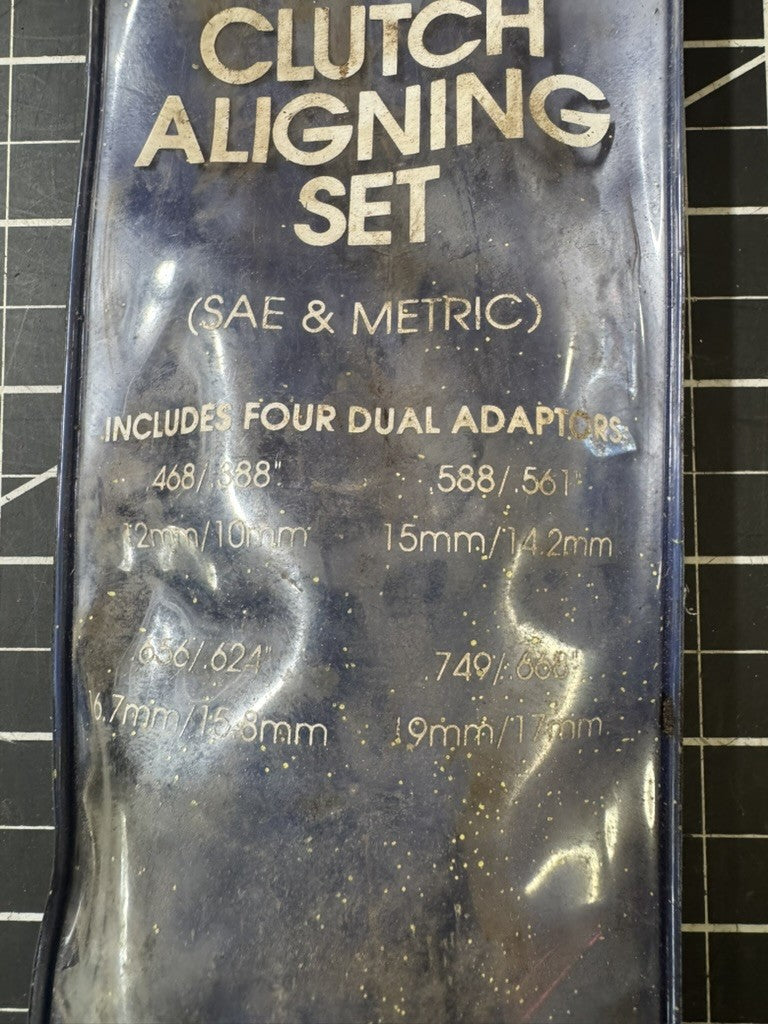 CLUTCH
ALIGNING
SET
(SAE & METRIC)
INCLUDES FOUR DUAL ADAPTORS
.468/.388" .588/.561"
12mm/10mm 15mm/14.2mm
.656/.624" .749/.668"
16.7mm/15.8mm 19mm/17mm